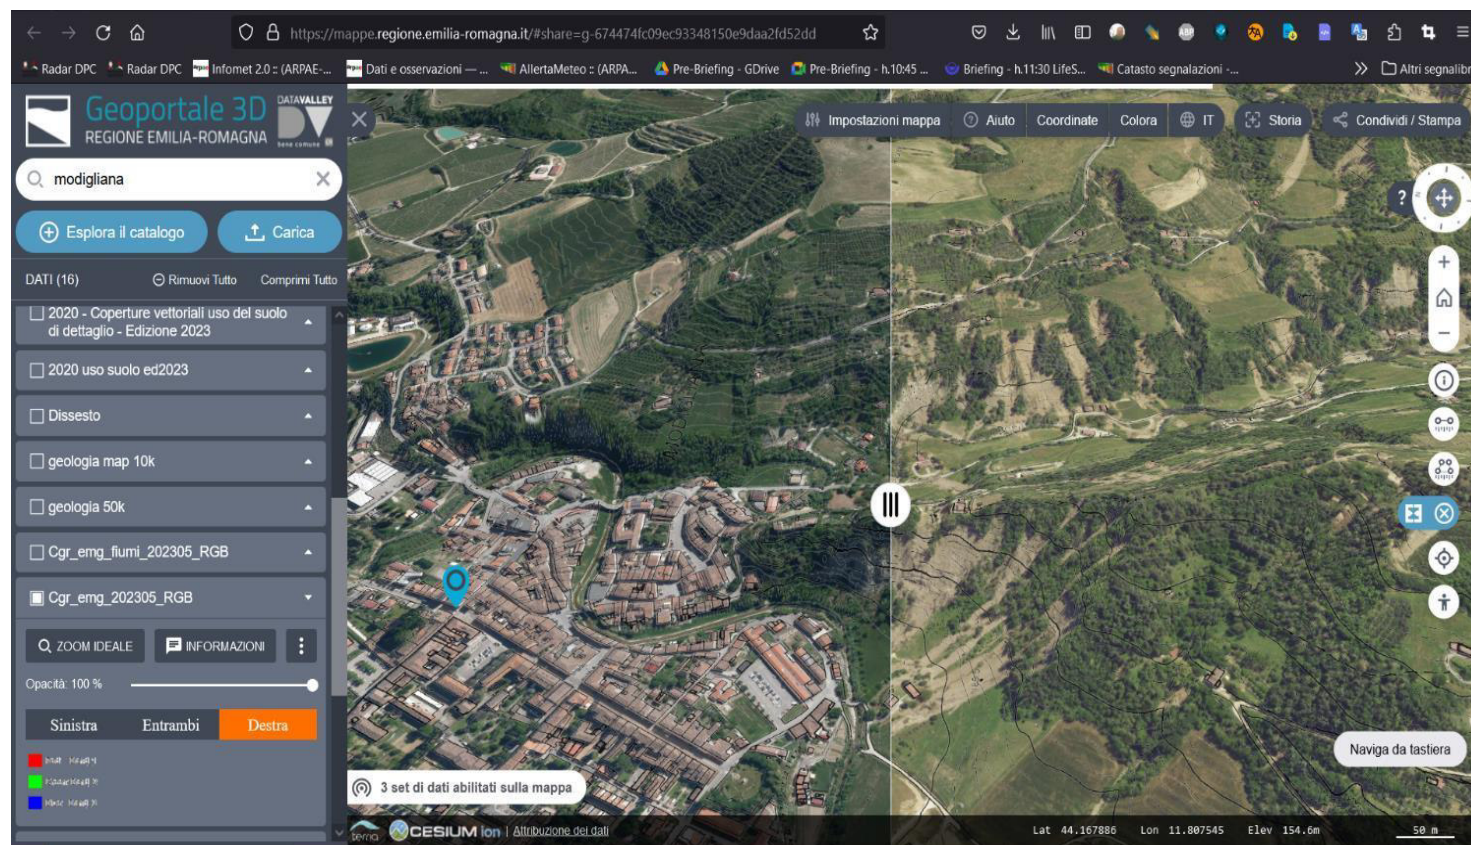 https://mappe.regione.emilia-romagna.it/#share=g-674474fc09ec93348150e9daa2fd52dd
Radar DPC
Radar DPC
Infomet 2.0 :: (ARPAE-...
Dati e osservazioni — ...
AllertaMeteo :: (ARPA...
Pre-Briefing - GDrive
Pre-Briefing - h.10:45 ...
Briefing - h.11:30 LifeS...
Catasto segnalazioni -...
Altri segnalibr
Geoportale 3D
REGIONE EMILIA-ROMAGNA
DATAVALLEY
DV
bene comune
Impostazioni mappa
Aiuto
Coordinate
Colora
IT
Storia
Condividi / Stampa
modigliana
Esplora il catalogo
Carica
DATI (16)
Rimuovi Tutto
Comprimi Tutto
2020 - Coperture vettoriali uso del suolo
di dettaglio - Edizione 2023
2020 uso suolo ed2023
Dissesto
geologia map 10k
geologia 50k
Cgr_emg_fiumi_202305_RGB
Cgr_emg_202305_RGB
ZOOM IDEALE
INFORMAZIONI
Opacità: 100 %
Sinistra
Entrambi
Destra
?
Naviga da tastiera
3 set di dati abilitati sulla mappa
terria
CESIUM ion
Attribuzione dei dati
Lat 44.167886
Lon 11.807545
Elev 154.6m
50 m